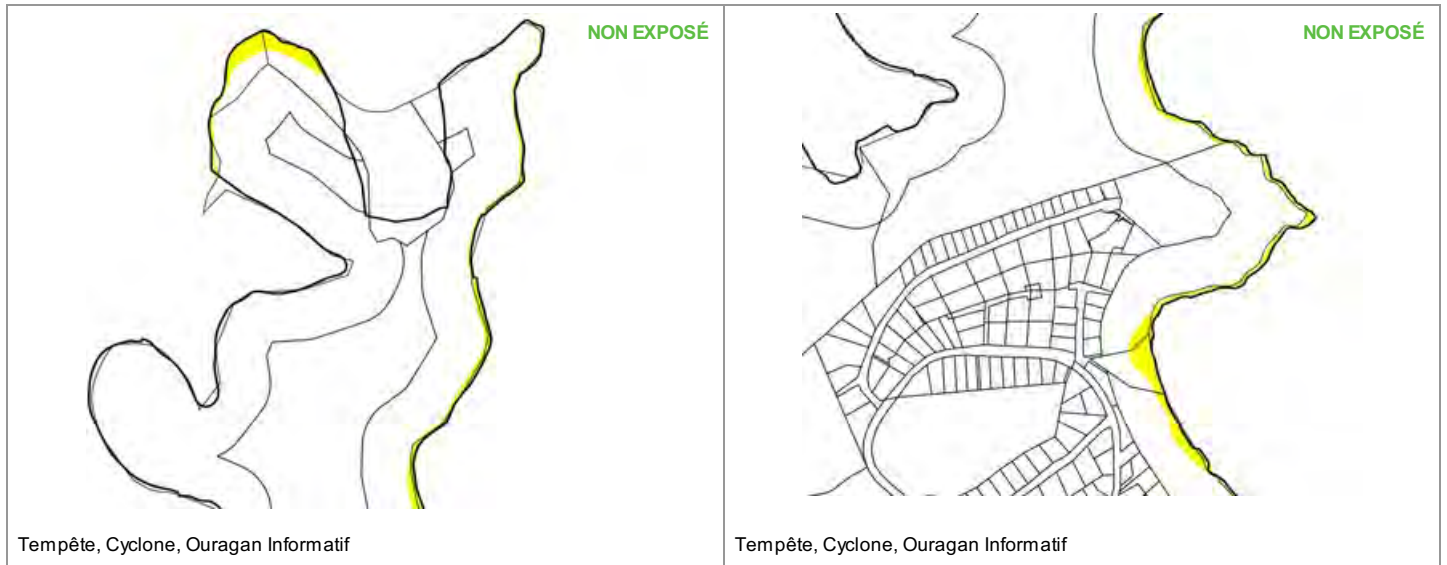 NON EXPOSÉ
Tempête, Cyclone, Ouragan Informatif
NON EXPOSÉ
Tempête, Cyclone, Ouragan Informatif